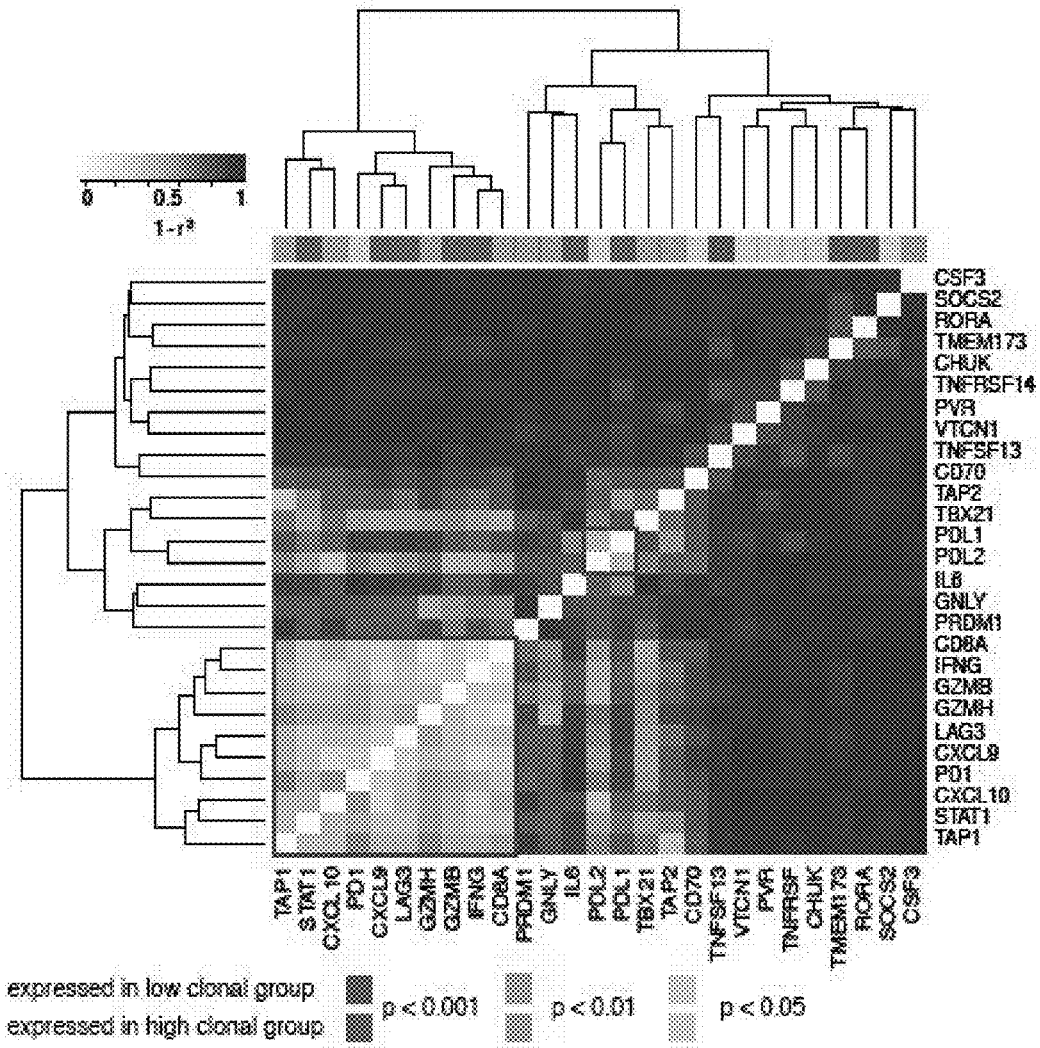 0 0.5 1
1-r²
CSF3
SOCS2
RORA
TMEM173
CHUK
TNFRSF14
PVR
VTCN1
TNFSF13
CD70
TAP2
TBX21
PDL1
PDL2
IL6
GNLY
PRDM1
CD8A
IFNG
GZMB
GZMH
LAG3
CXCL9
PD1
CXCL10
STAT1
TAP1
TAP1
STAT1
CXCL10
PD1
CXCL9
LAG3
GZMH
GZMB
IFNG
CD8A
PRDM1
GNLY
IL6
PDL2
PDL1
TBX21
TAP2
CD70
TNFSF13
VTCN1
PVR
TNFRSF
CHUK
TMEM173
RORA
SOCS2
CSF3
expressed in low clonal group
expressed in high clonal group
p < 0.001
p < 0.01
p < 0.05